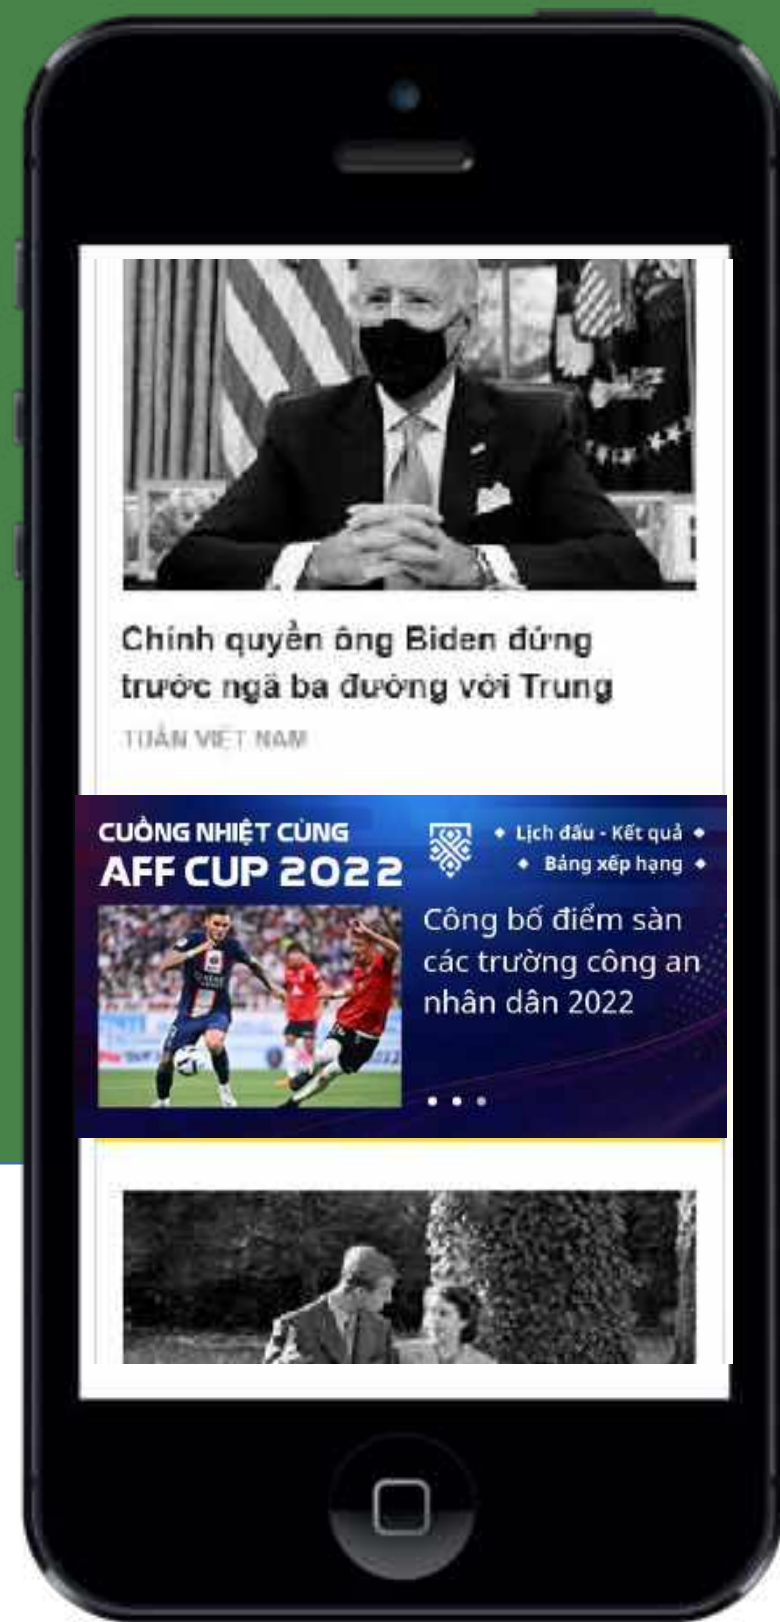 Chính quyền ông Biden đứng
trước ngã ba đường với Trung
TUẦN VIỆT NAM
CUỒNG NHIỆT CÙNG
AFF CUP 2022
Lịch đấu - Kết quả
Bảng xếp hạng
Công bố điểm sàn
các trường công an
nhân dân 2022